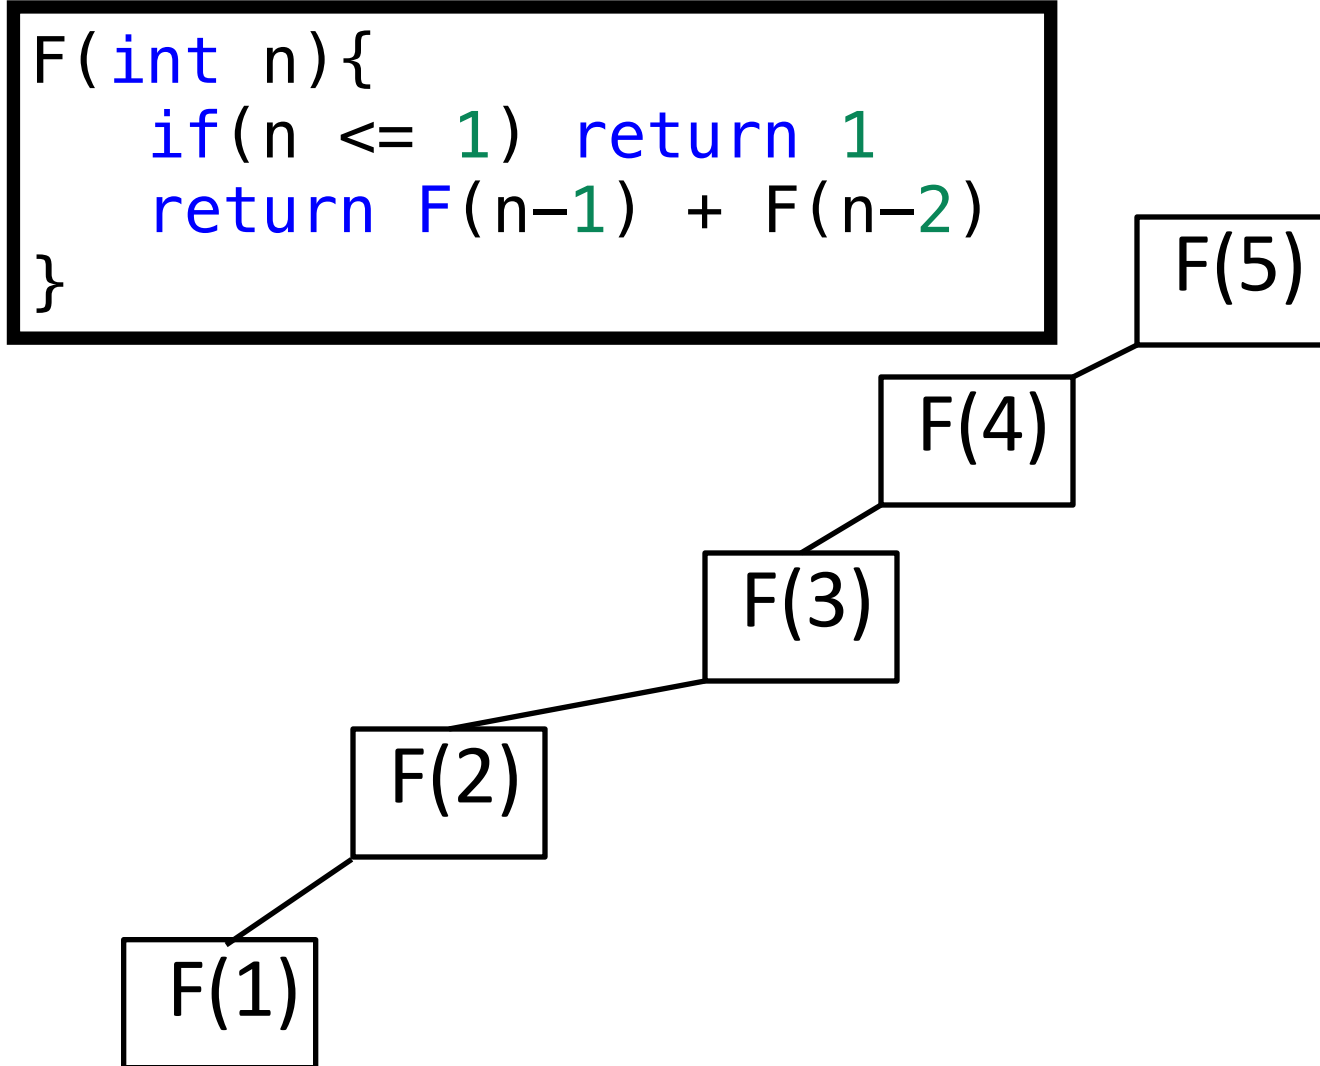 F(int n){
if(n <= 1) return 1
return F(n-1) + F(n-2)
}
F(5)
F(4)
F(3)
F(2)
F(1)